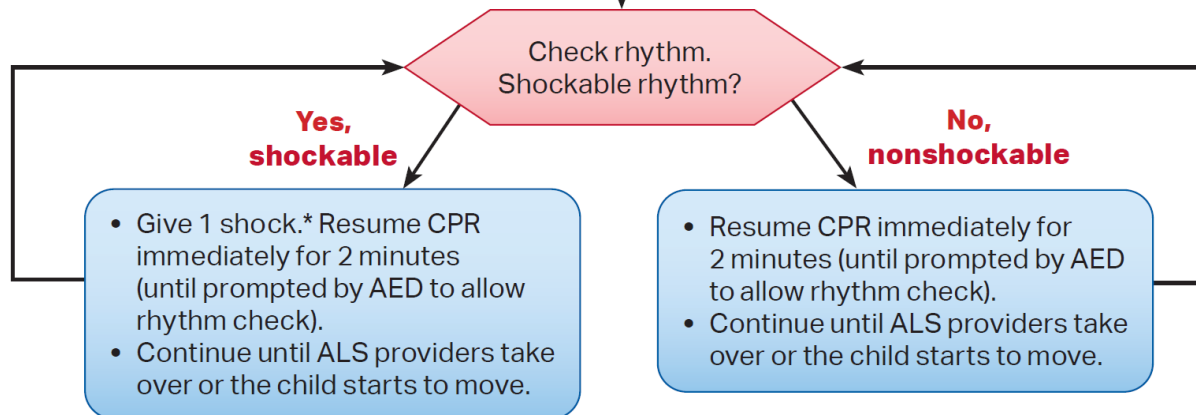 Check rhythm.
Shockable rhythm?
Yes,
shockable
No,
nonshockable
• Give 1 shock.* Resume CPR
immediately for 2 minutes
(until prompted by AED to allow
rhythm check).
• Continue until ALS providers take
over or the child starts to move.
• Resume CPR immediately for
2 minutes (until prompted by AED
to allow rhythm check).
• Continue until ALS providers take
over or the child starts to move.